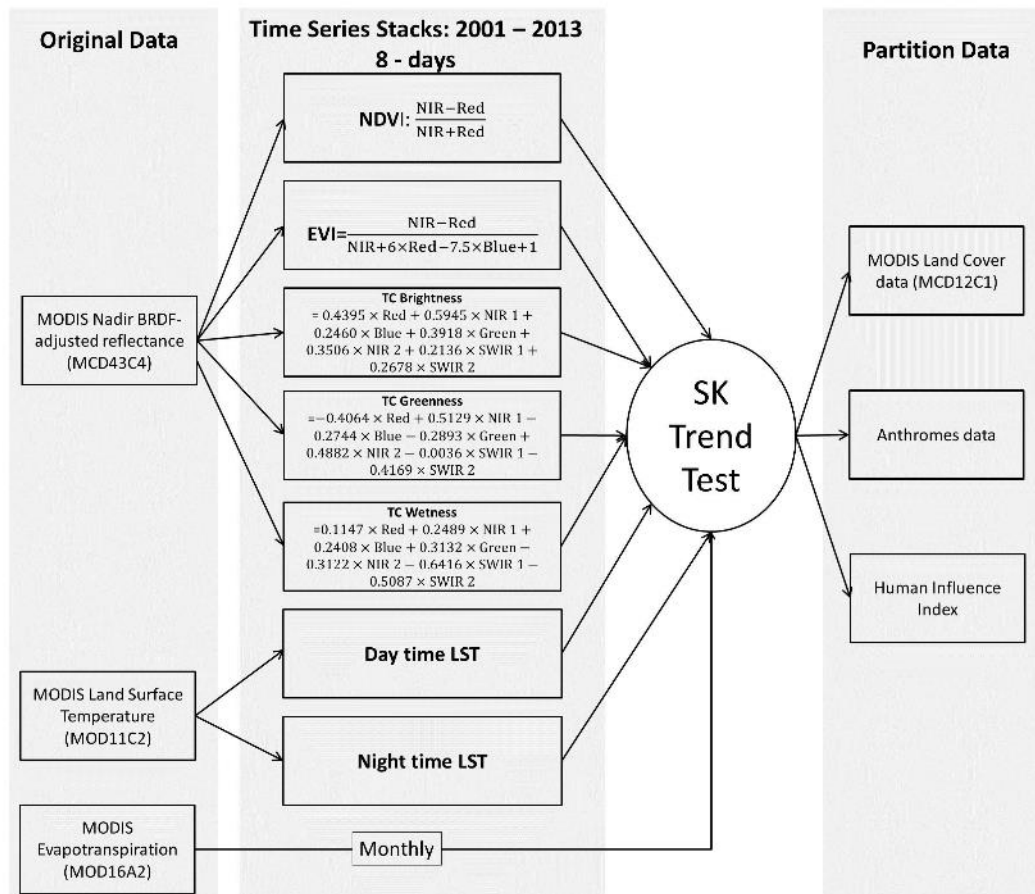 Original Data
Time Series Stacks: 2001 – 2013
8 - days
Partition Data
NDVI: NIR−Red
NIR+Red
EVI= NIR−Red
NIR+6×Red−7.5×Blue+1
TC Brightness
= 0.4395 × Red + 0.5945 × NIR 1 +
0.2460 × Blue + 0.3918 × Green +
0.3506 × NIR 2 + 0.2136 × SWIR 1 +
0.2678 × SWIR 2
TC Greenness
=−0.4064 × Red + 0.5129 × NIR 1 −
0.2744 × Blue − 0.2893 × Green +
0.4882 × NIR 2 − 0.0036 × SWIR 1 −
0.4169 × SWIR 2
TC Wetness
=0.1147 × Red + 0.2489 × NIR 1 +
0.2408 × Blue + 0.3132 × Green −
0.3122 × NIR 2 − 0.6416 × SWIR 1 −
0.5087 × SWIR 2
Day time LST
Night time LST
Monthly
MODIS Nadir BRDF-
adjusted reflectance
(MCD43C4)
MODIS Land Surface
Temperature
(MOD11C2)
MODIS
Evapotranspiration
(MOD16A2)
SK
Trend
Test
MODIS Land Cover
data (MCD12C1)
Anthromes data
Human Influence
Index